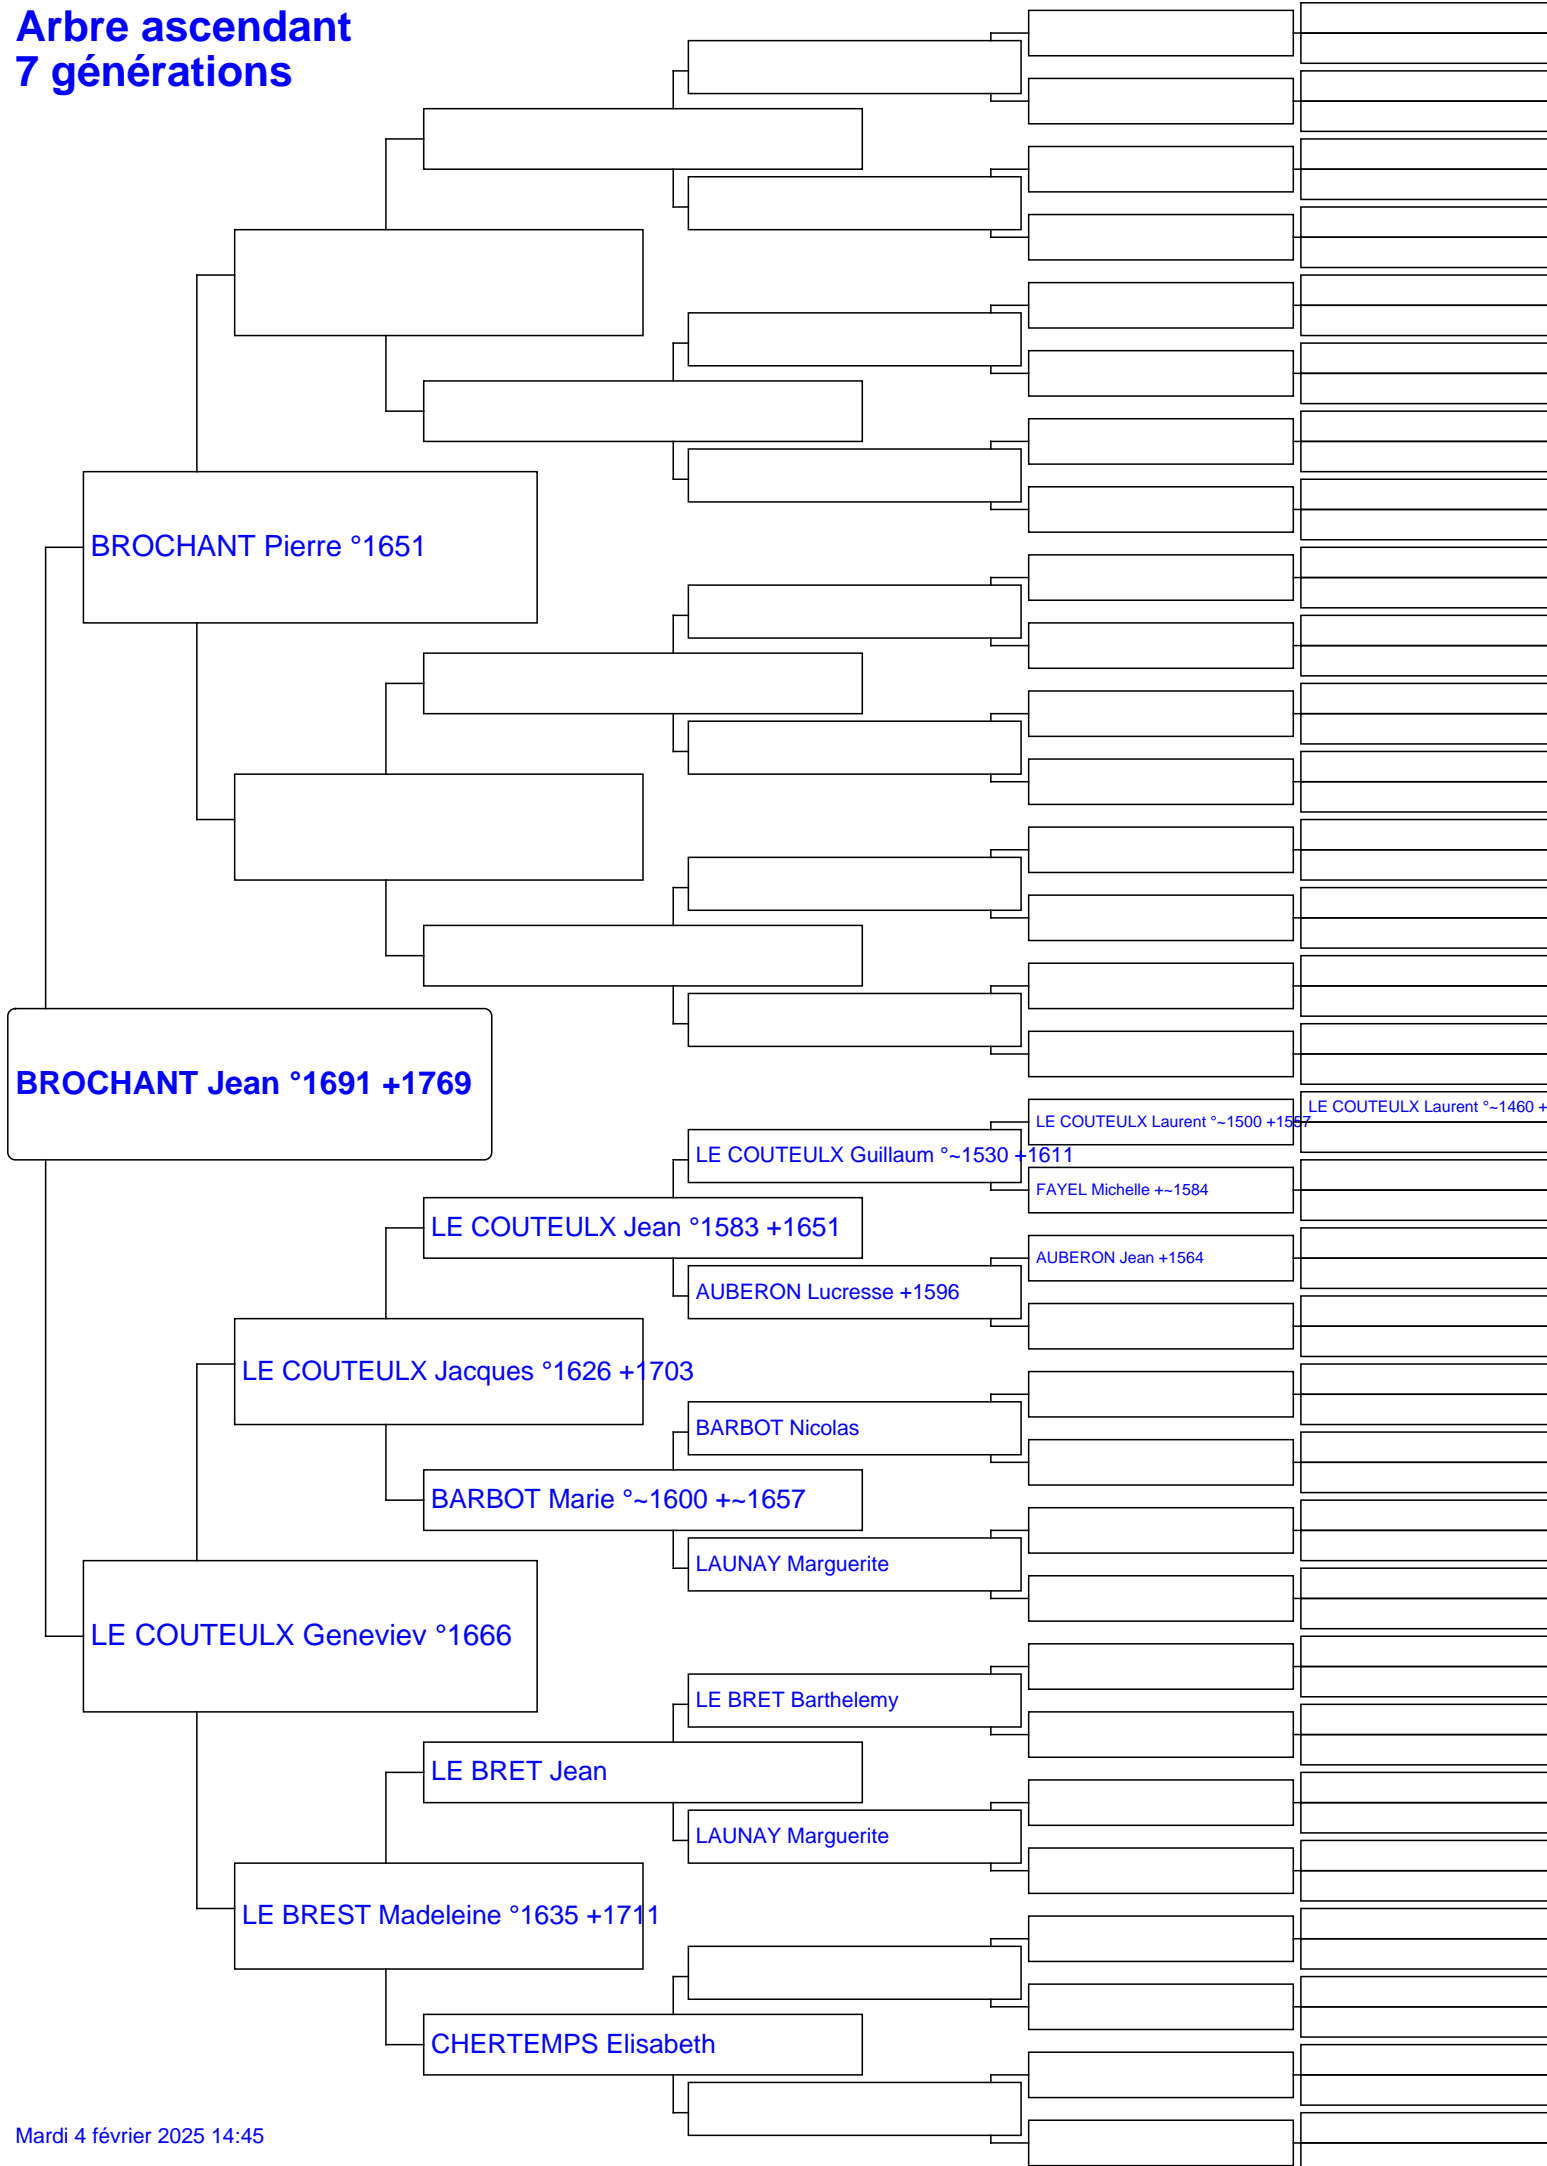 Arbre ascendant
7 générations
BROCHANT Pierre °1651
BROCHANT Jean °1691 +1769
LE COUTEULX Laurent °~1460 +
LE COUTEULX Laurent °~1500 +1557
LE COUTEULX Guillaum °~1530 +1611
FAYEL Michelle +~1584
LE COUTEULX Jean °1583 +1651
AUBERON Jean +1564
AUBERON Lucresse +1596
LE COUTEULX Jacques °1626 +1703
BARBOT Nicolas
BARBOT Marie °~1600 +~1657
LAUNAY Marguerite
LE COUTEULX Geneviev °1666
LE BRET Barthelemy
LE BRET Jean
LAUNAY Marguerite
LE BREST Madeleine °1635 +1711
CHERTEMPS Elisabeth
Mardi 4 février 2025 14:45